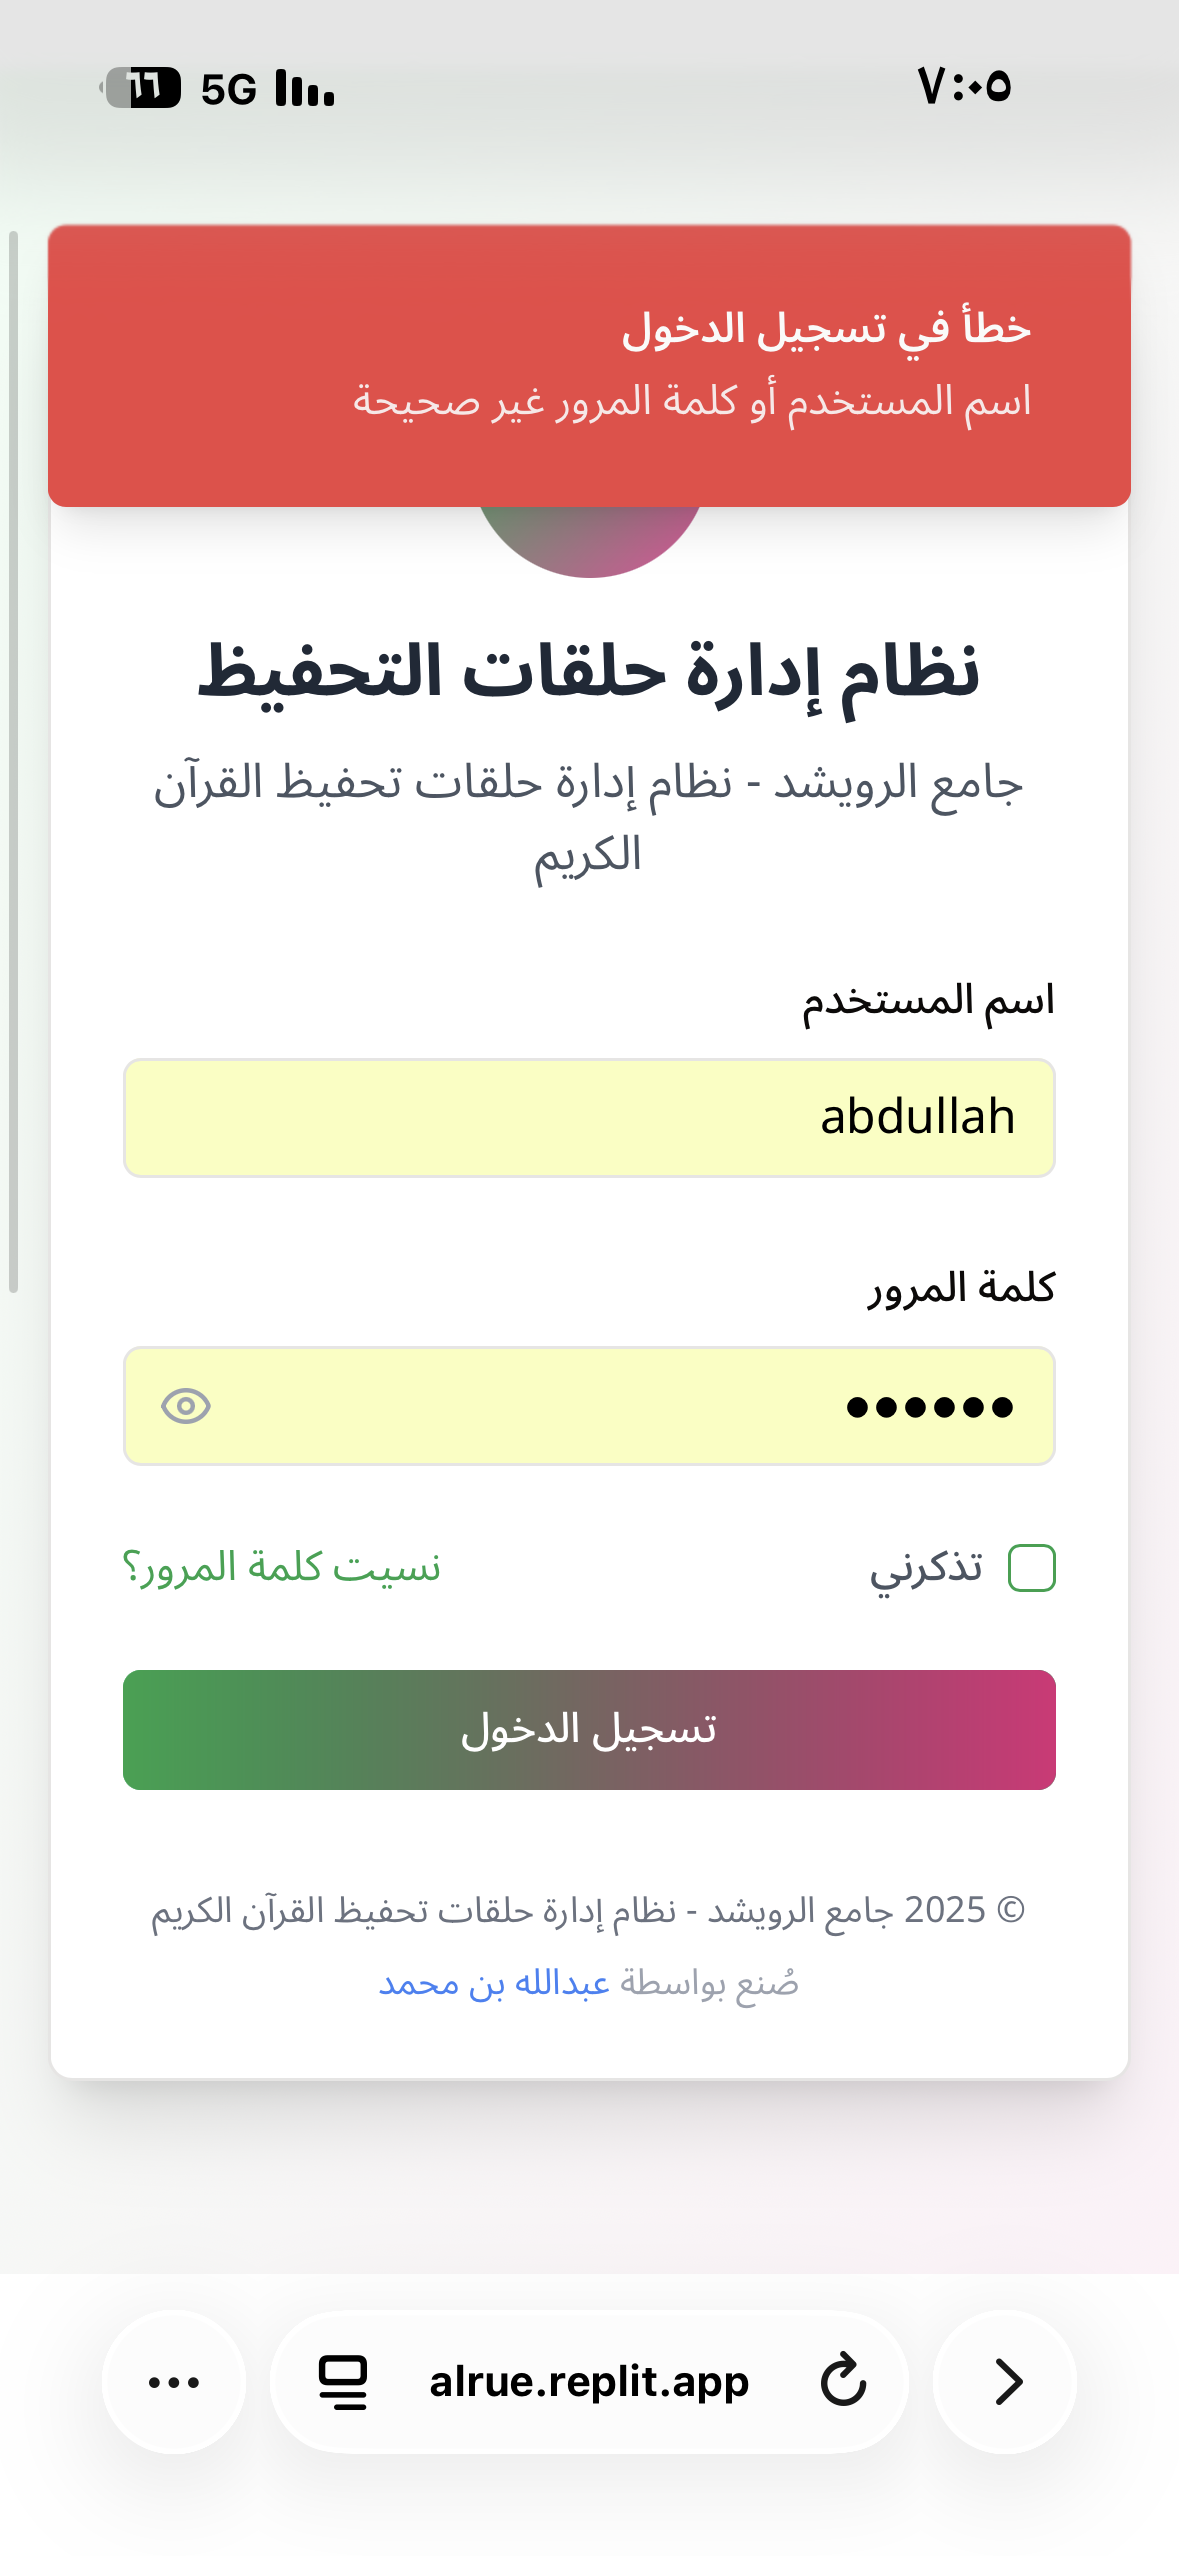 ٧:٠٥
5G ٦٦
خطأ في تسجيل الدخول
اسم المستخدم أو كلمة المرور غير صحيحة
نظام إدارة حلقات التحفيظ
جامع الرويشد - نظام إدارة حلقات تحفيظ القرآن
الكريم
اسم المستخدم
abdullah
كلمة المرور
••••••
تذكرني
نسيت كلمة المرور؟
تسجيل الدخول
© 2025 جامع الرويشد - نظام إدارة حلقات تحفيظ القرآن الكريم
صُنع بواسطة عبدالله بن محمد
alrue.replit.app